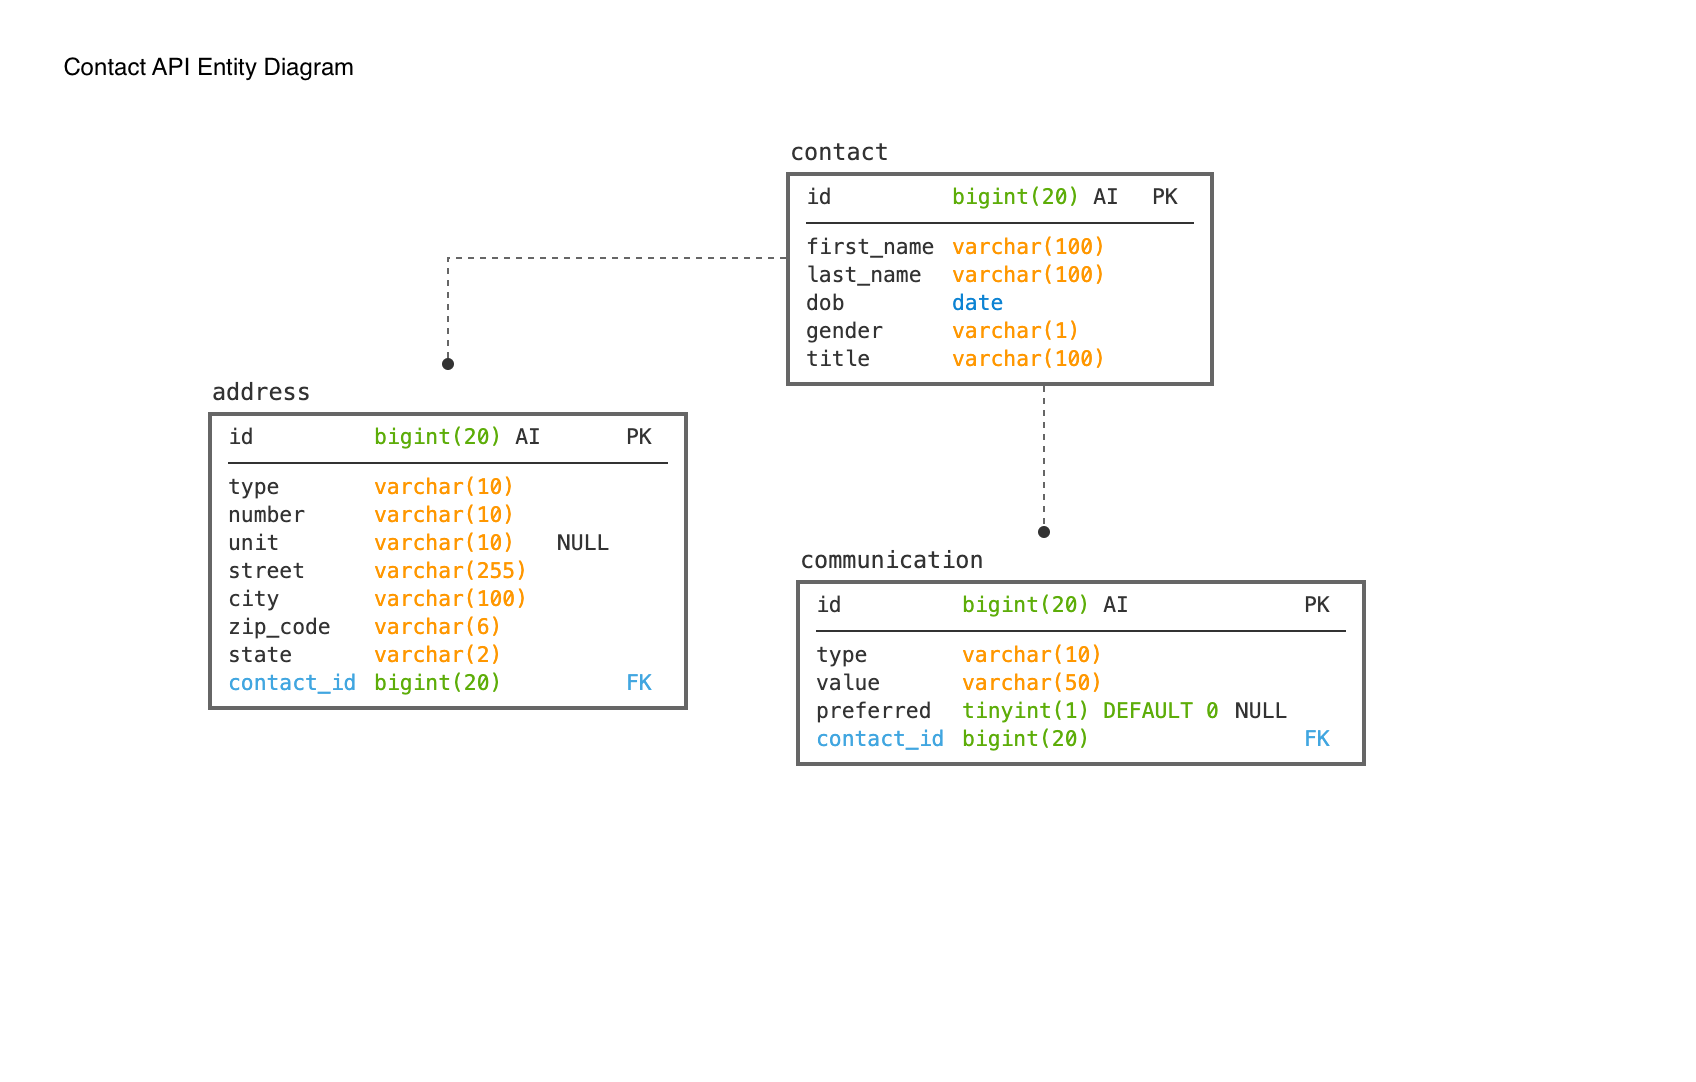 Contact API Entity Diagram
contact
id bigint(20) AI PK
first_name varchar(100)
last_name varchar(100)
dob date
gender varchar(1)
title varchar(100)
address
id bigint(20) AI PK
type varchar(10)
number varchar(10)
unit varchar(10) NULL
street varchar(255)
city varchar(100)
zip_code varchar(6)
state varchar(2)
contact_id bigint(20) FK
communication
id bigint(20) AI PK
type varchar(10)
value varchar(50)
preferred tinyint(1) DEFAULT 0 NULL
contact_id bigint(20) FK